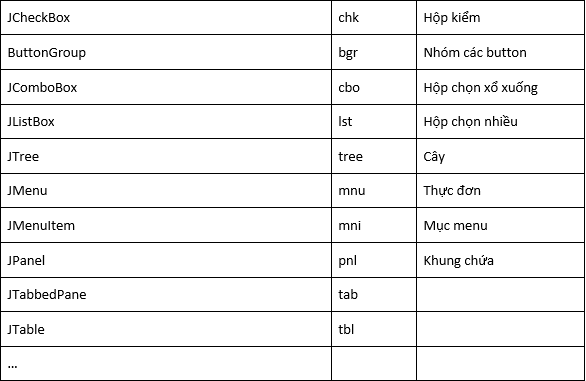 JCheckBox chk Hộp kiểm
ButtonGroup bgr Nhóm các button
JComboBox cbo Hộp chọn xổ xuống
JListBox lst Hộp chọn nhiều
JTree tree Cây
JMenu mnu Thực đơn
JMenuItem mni Mục menu
JPanel pnl Khung chứa
JTabbedPane tab
JTable tbl
...